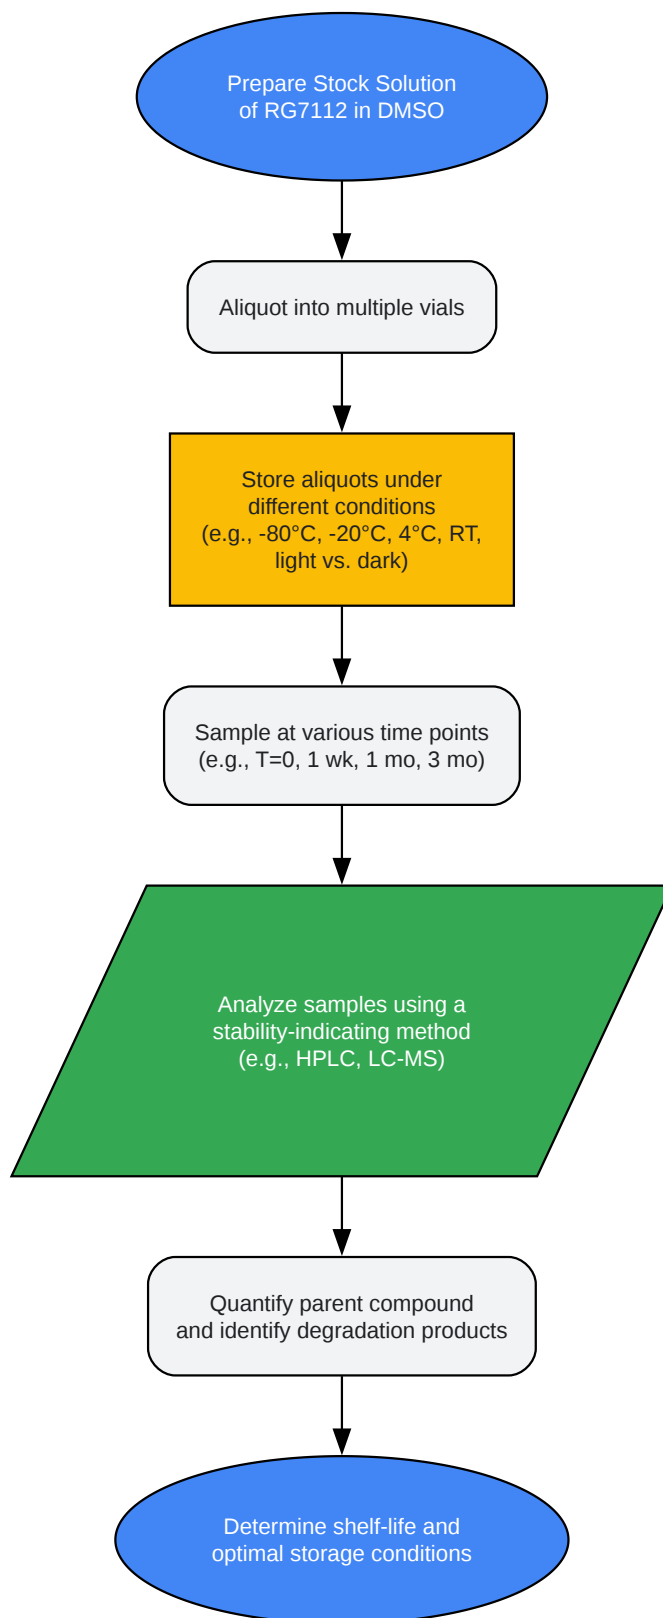 Prepare Stock Solution
of RG7112 in DMSO
Aliquot into multiple vials
Store aliquots under
different conditions
(e.g., -80°C, -20°C, 4°C, RT,
light vs. dark)
Sample at various time points
(e.g., T=0, 1 wk, 1 mo, 3 mo)
Analyze samples using a
stability-indicating method
(e.g., HPLC, LC-MS)
Quantify parent compound
and identify degradation products
Determine shelf-life and
optimal storage conditions